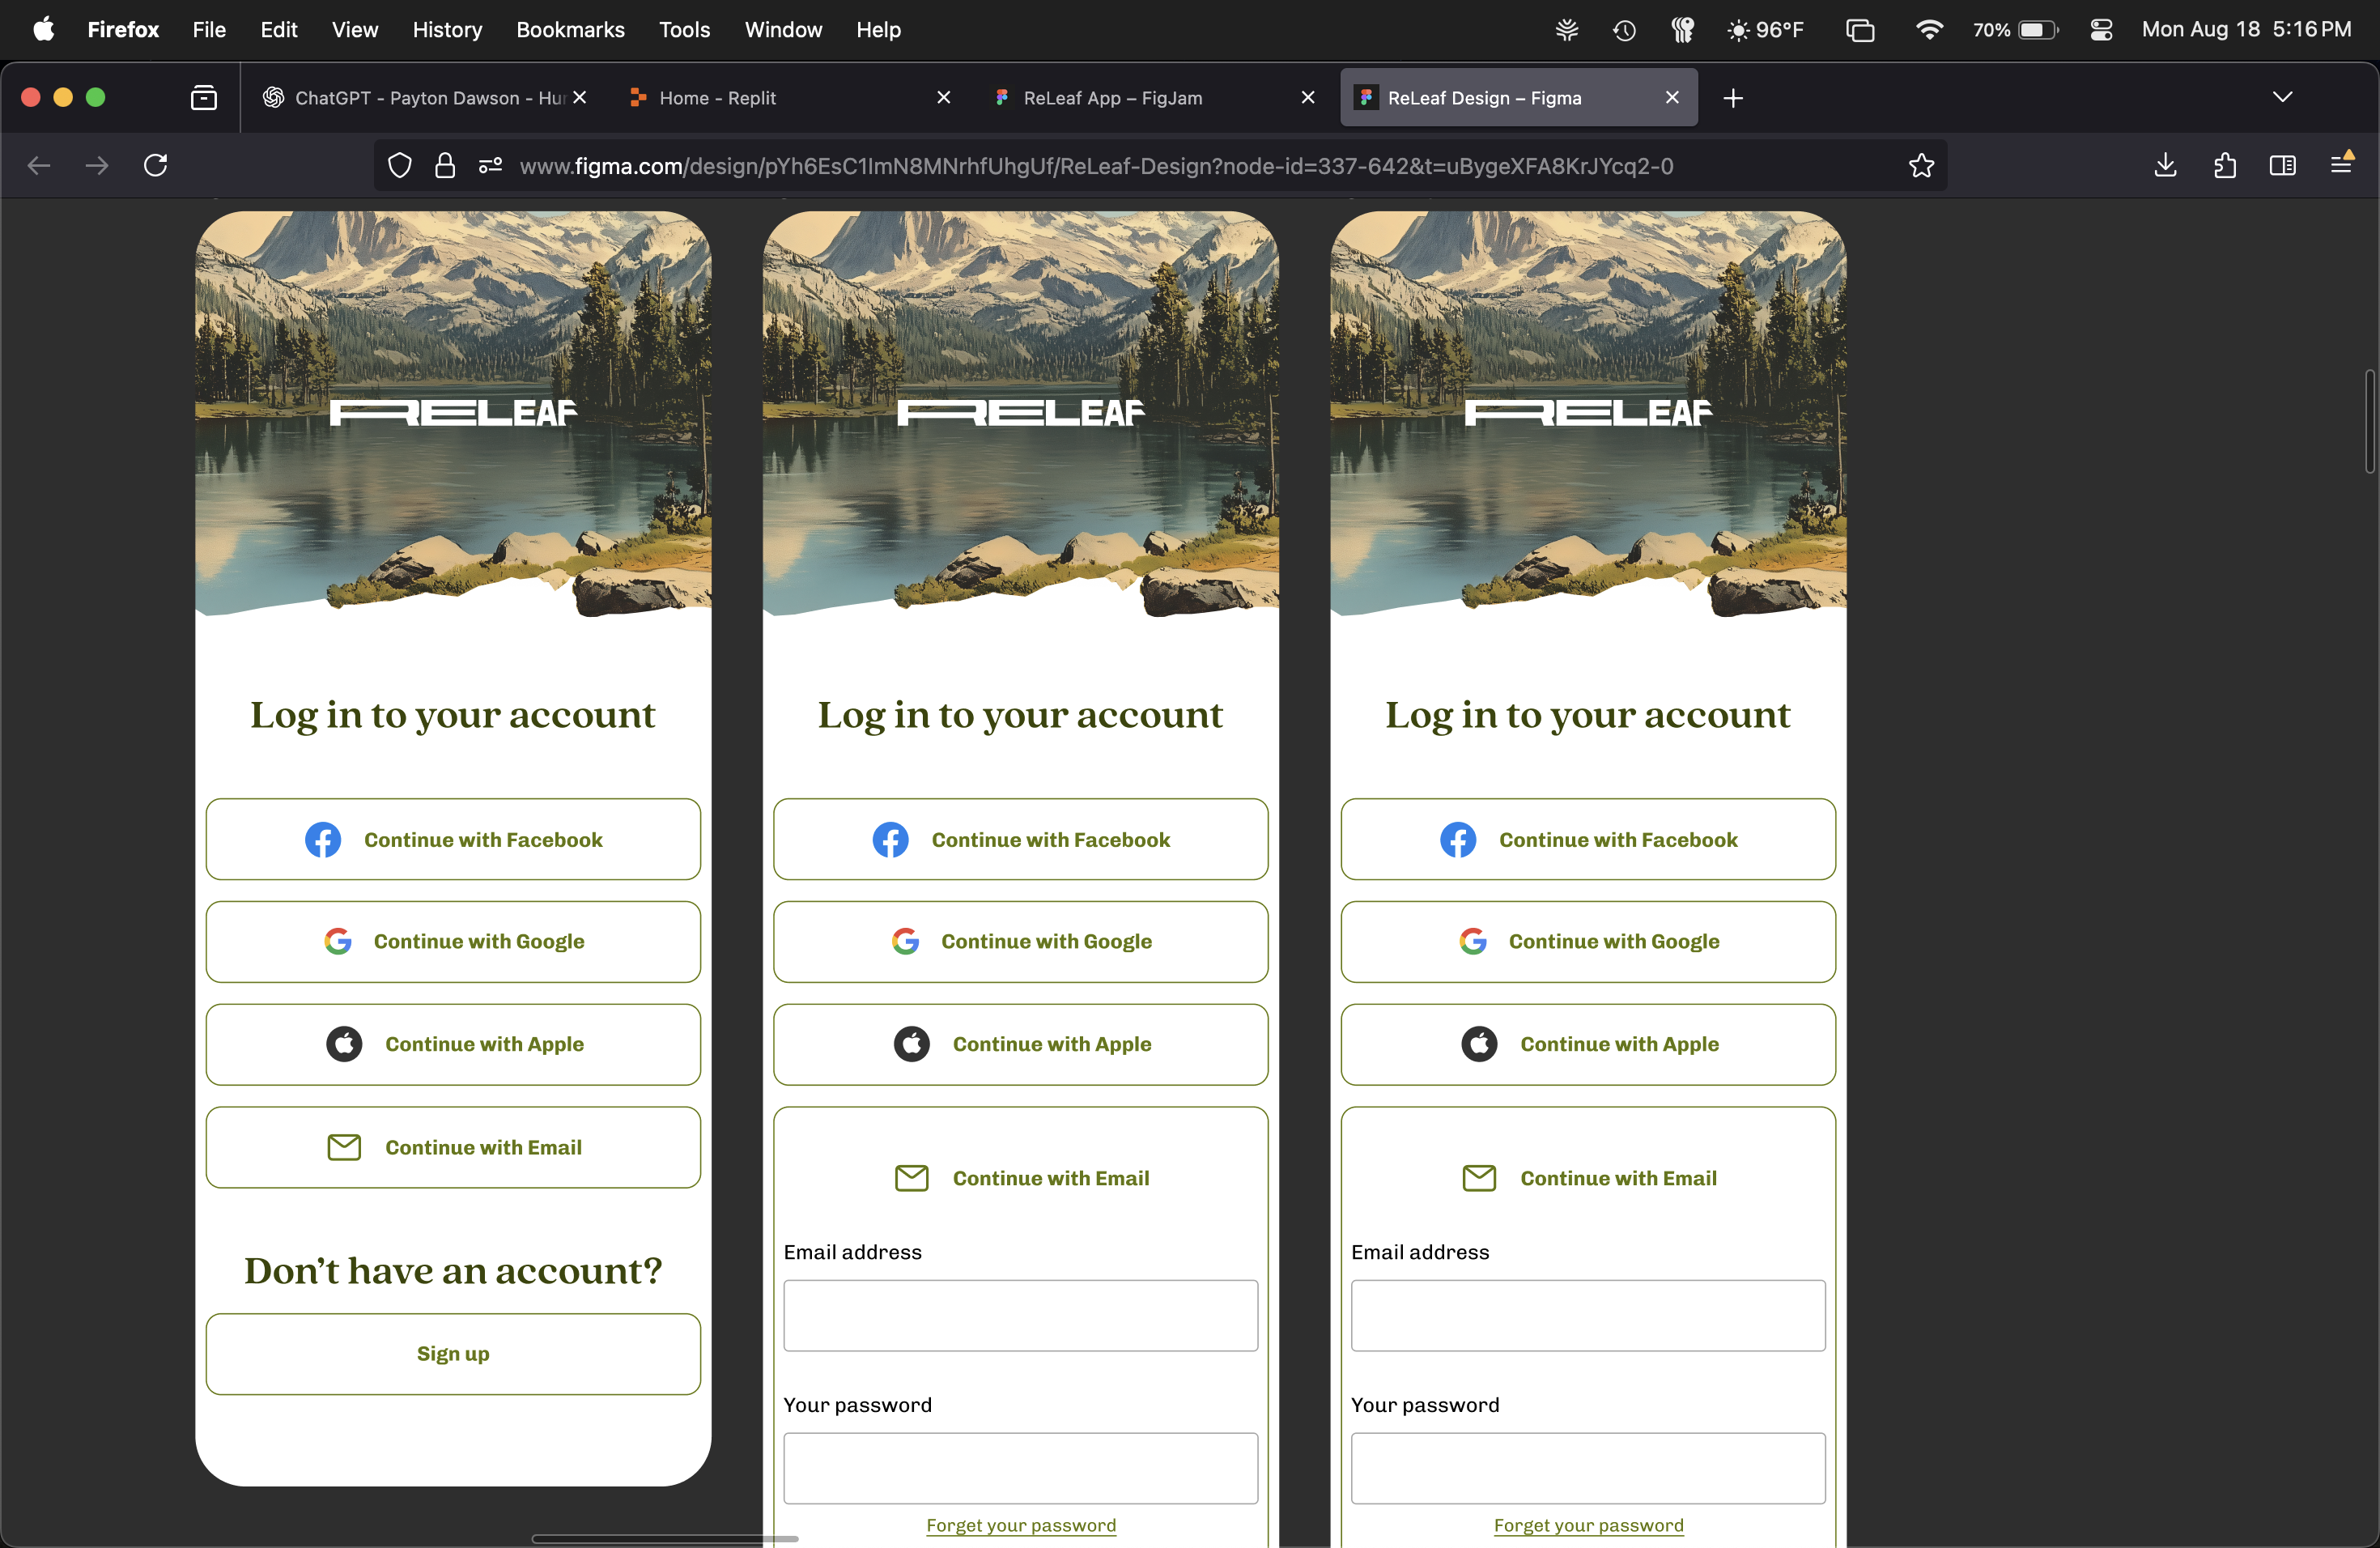 Firefox File Edit View History Bookmarks Tools Window Help 96°F 70% Mon Aug 18 5:16 PM
ChatGPT - Payton Dawson - Hur Home - Replit ReLeaf App – FigJam ReLeaf Design – Figma
www.figma.com/design/pYh6EsC1ImN8MNrhfUhgUf/ReLeaf-Design?node-id=337-642&t=uBygeXFA8KrJYcq2-0
RELEAF
Log in to your account
Continue with Facebook
Continue with Google
Continue with Apple
Continue with Email
Don’t have an account?
Sign up
RELEAF
Log in to your account
Continue with Facebook
Continue with Google
Continue with Apple
Continue with Email
Email address
Your password
Forget your password
RELEAF
Log in to your account
Continue with Facebook
Continue with Google
Continue with Apple
Continue with Email
Email address
Your password
Forget your password